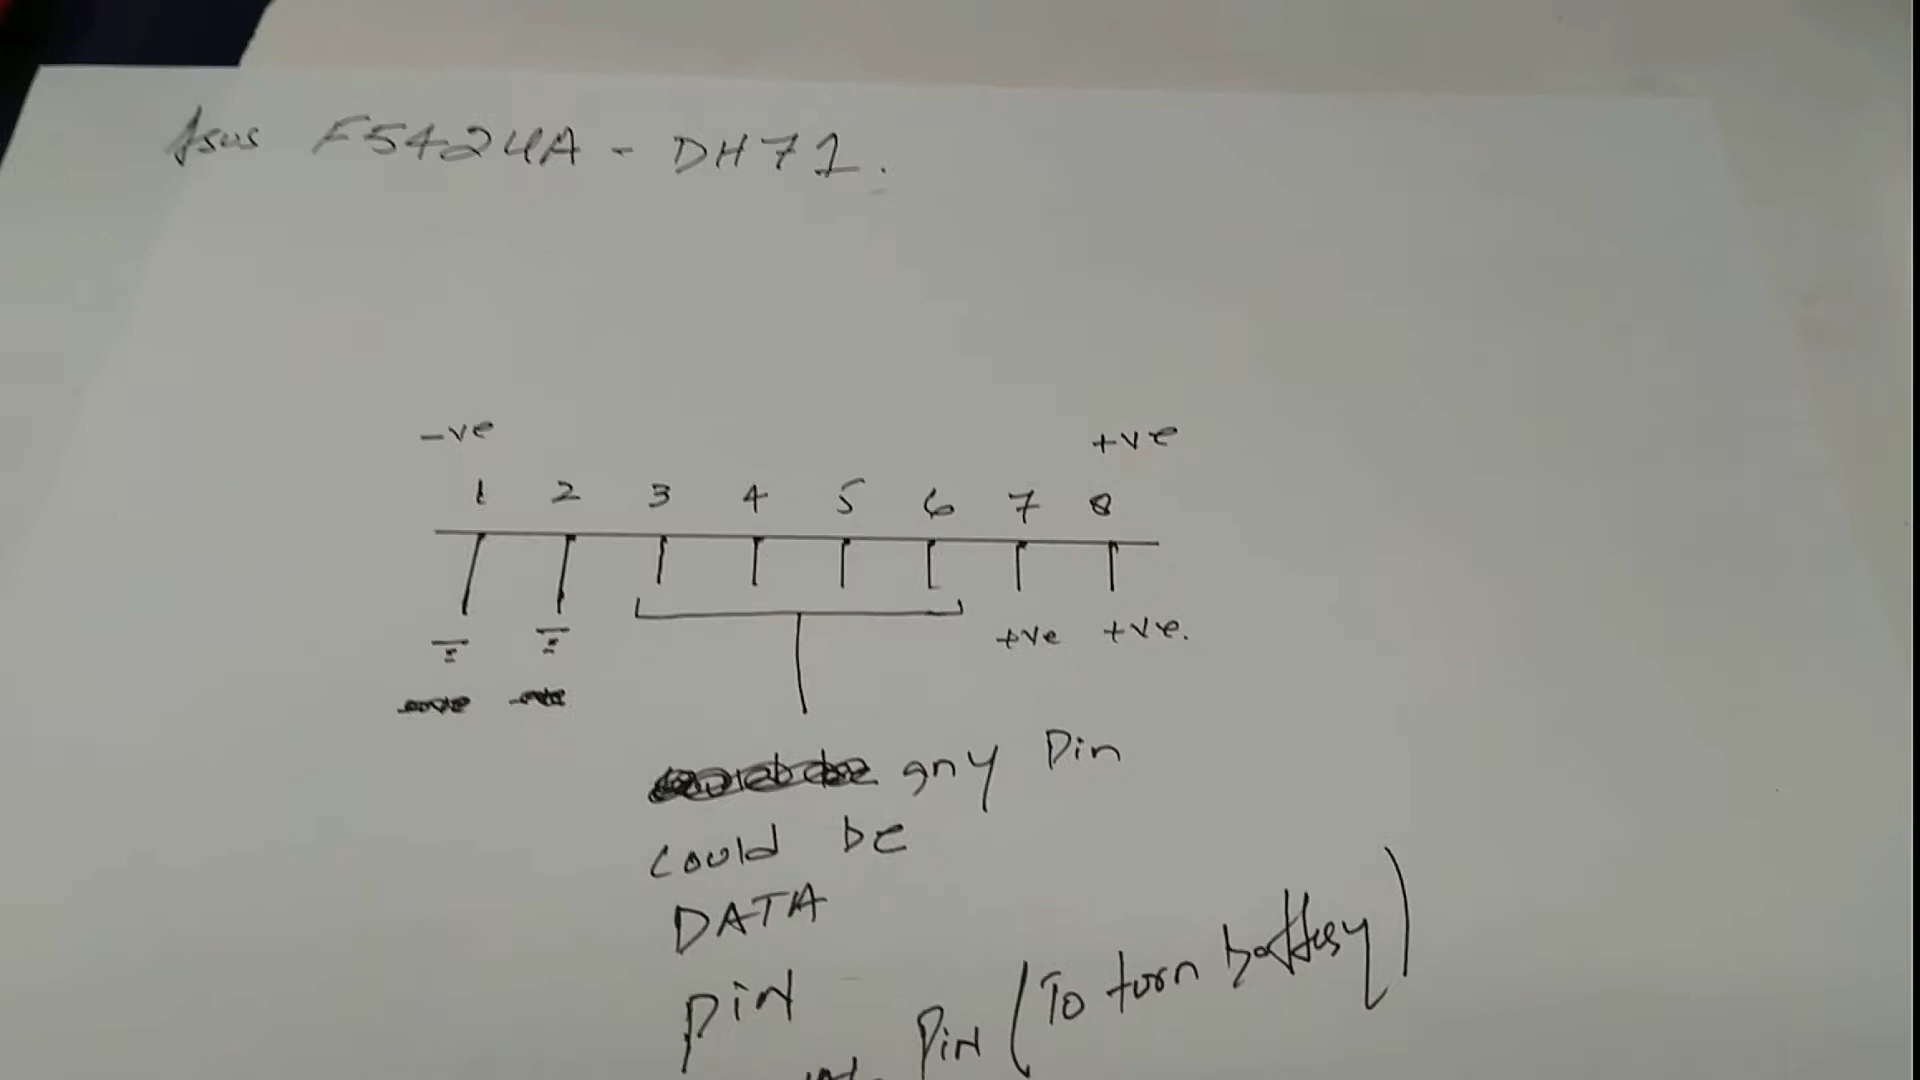 Asus F5424A - DH71.
-ve +ve
1 2 3 4 5 6 7 8
+ve +ve.
any Pin
could be
DATA
PiN
PiN (To turn battery)